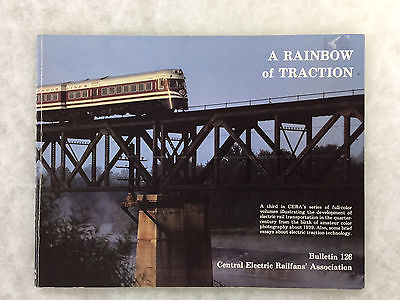 A RAINBOW
of TRACTION
A third in CERA's series of full-color
volumes illustrating the development of
electric rail transportation in the quarter-
century from the birth of amateur color
photography about 1939. Also, some brief
essays about electric traction technology.
Bulletin 126
Central Electric Railfans' Association